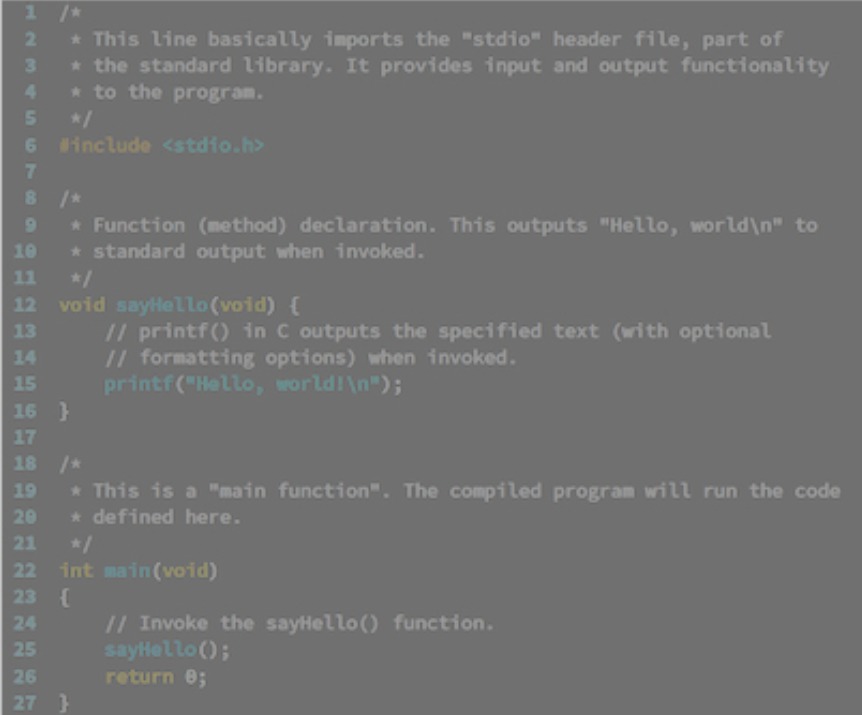 1 /*
2 * This line basically imports the "stdio" header file, part of
3 * the standard library. It provides input and output functionality
4 * to the program.
5 */
6 #include <stdio.h>
7
8 /*
9 * Function (method) declaration. This outputs "Hello, world\n" to
10 * standard output when invoked.
11 */
12 void sayHello(void) {
13 // printf() in C outputs the specified text (with optional
14 // formatting options) when invoked.
15 printf("Hello, world!\n");
16 }
17
18 /*
19 * This is a "main function". The compiled program will run the code
20 * defined here.
21 */
22 int main(void)
23 {
24 // Invoke the sayHello() function.
25 sayHello();
26 return 0;
27 }